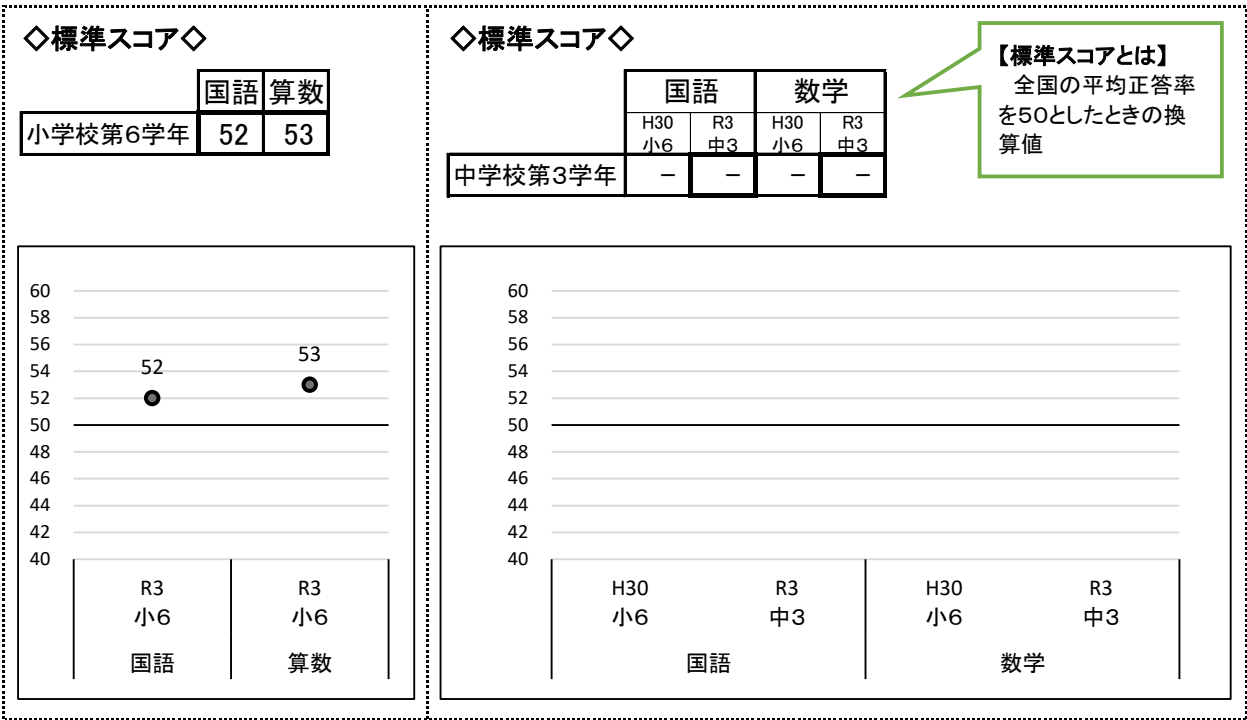 ◇標準スコア◇
国語 算数
小学校第6学年 52 53
60
58
56
54
52
50
48
46
44
42
40
52
53
R3 R3
小6 小6
国語 算数
◇標準スコア◇
国語 数学
H30 R3 H30 R3
小6 中3 小6 中3
中学校第3学年 － － － －
【標準スコアとは】
全国の平均正答率
を50としたときの換
算値
60
58
56
54
52
50
48
46
44
42
40
H30 R3 H30 R3
小6 中3 小6 中3
国語 数学